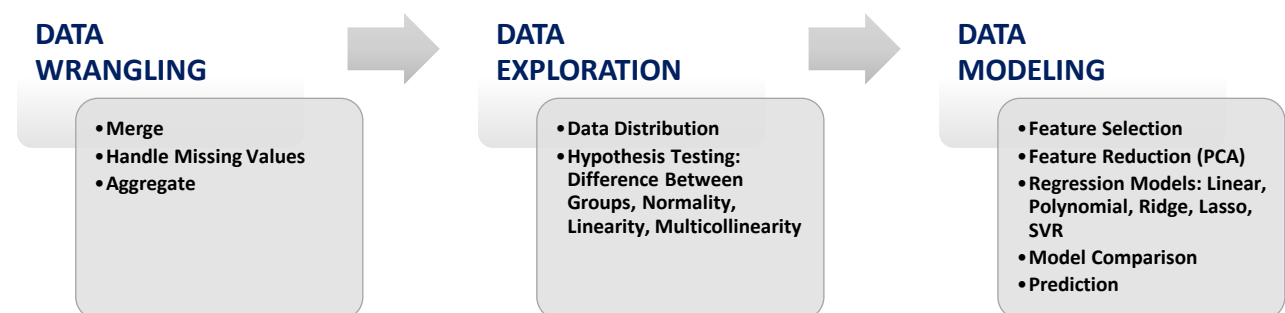 DATA
WRANGLING
•Merge
•Handle Missing Values
•Aggregate
DATA
EXPLORATION
•Data Distribution
•Hypothesis Testing:
Difference Between
Groups, Normality,
Linearity, Multicollinearity
DATA
MODELING
•Feature Selection
•Feature Reduction (PCA)
•Regression Models: Linear,
Polynomial, Ridge, Lasso,
SVR
•Model Comparison
•Prediction